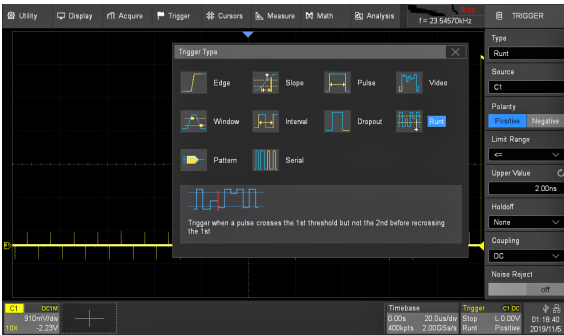 Utility Display Acquire Trigger Cursors Measure Math Analysis TRIGGER
f = 23.54570kHz
Trigger Type
Edge Slope Pulse Video
Window Interval Dropout Runt
Pattern Serial
Trigger when a pulse crosses the 1st threshold but not the 2nd before recrossing
the 1st
Type
Runt
Source
C1
Polarity
Positive Negative
Limit Range
<=
Upper Value
2.00ns
Holdoff
None
Coupling
DC
Noise Reject
off
C1 DC1M
910mV/div
10X -2.23V
Timebase
0.00s 20.0us/div
400kpts 2.00GSa/s
Trigger C1 DC
Stop L 0.00V
Runt Positive
01:18:40
2019/11/5